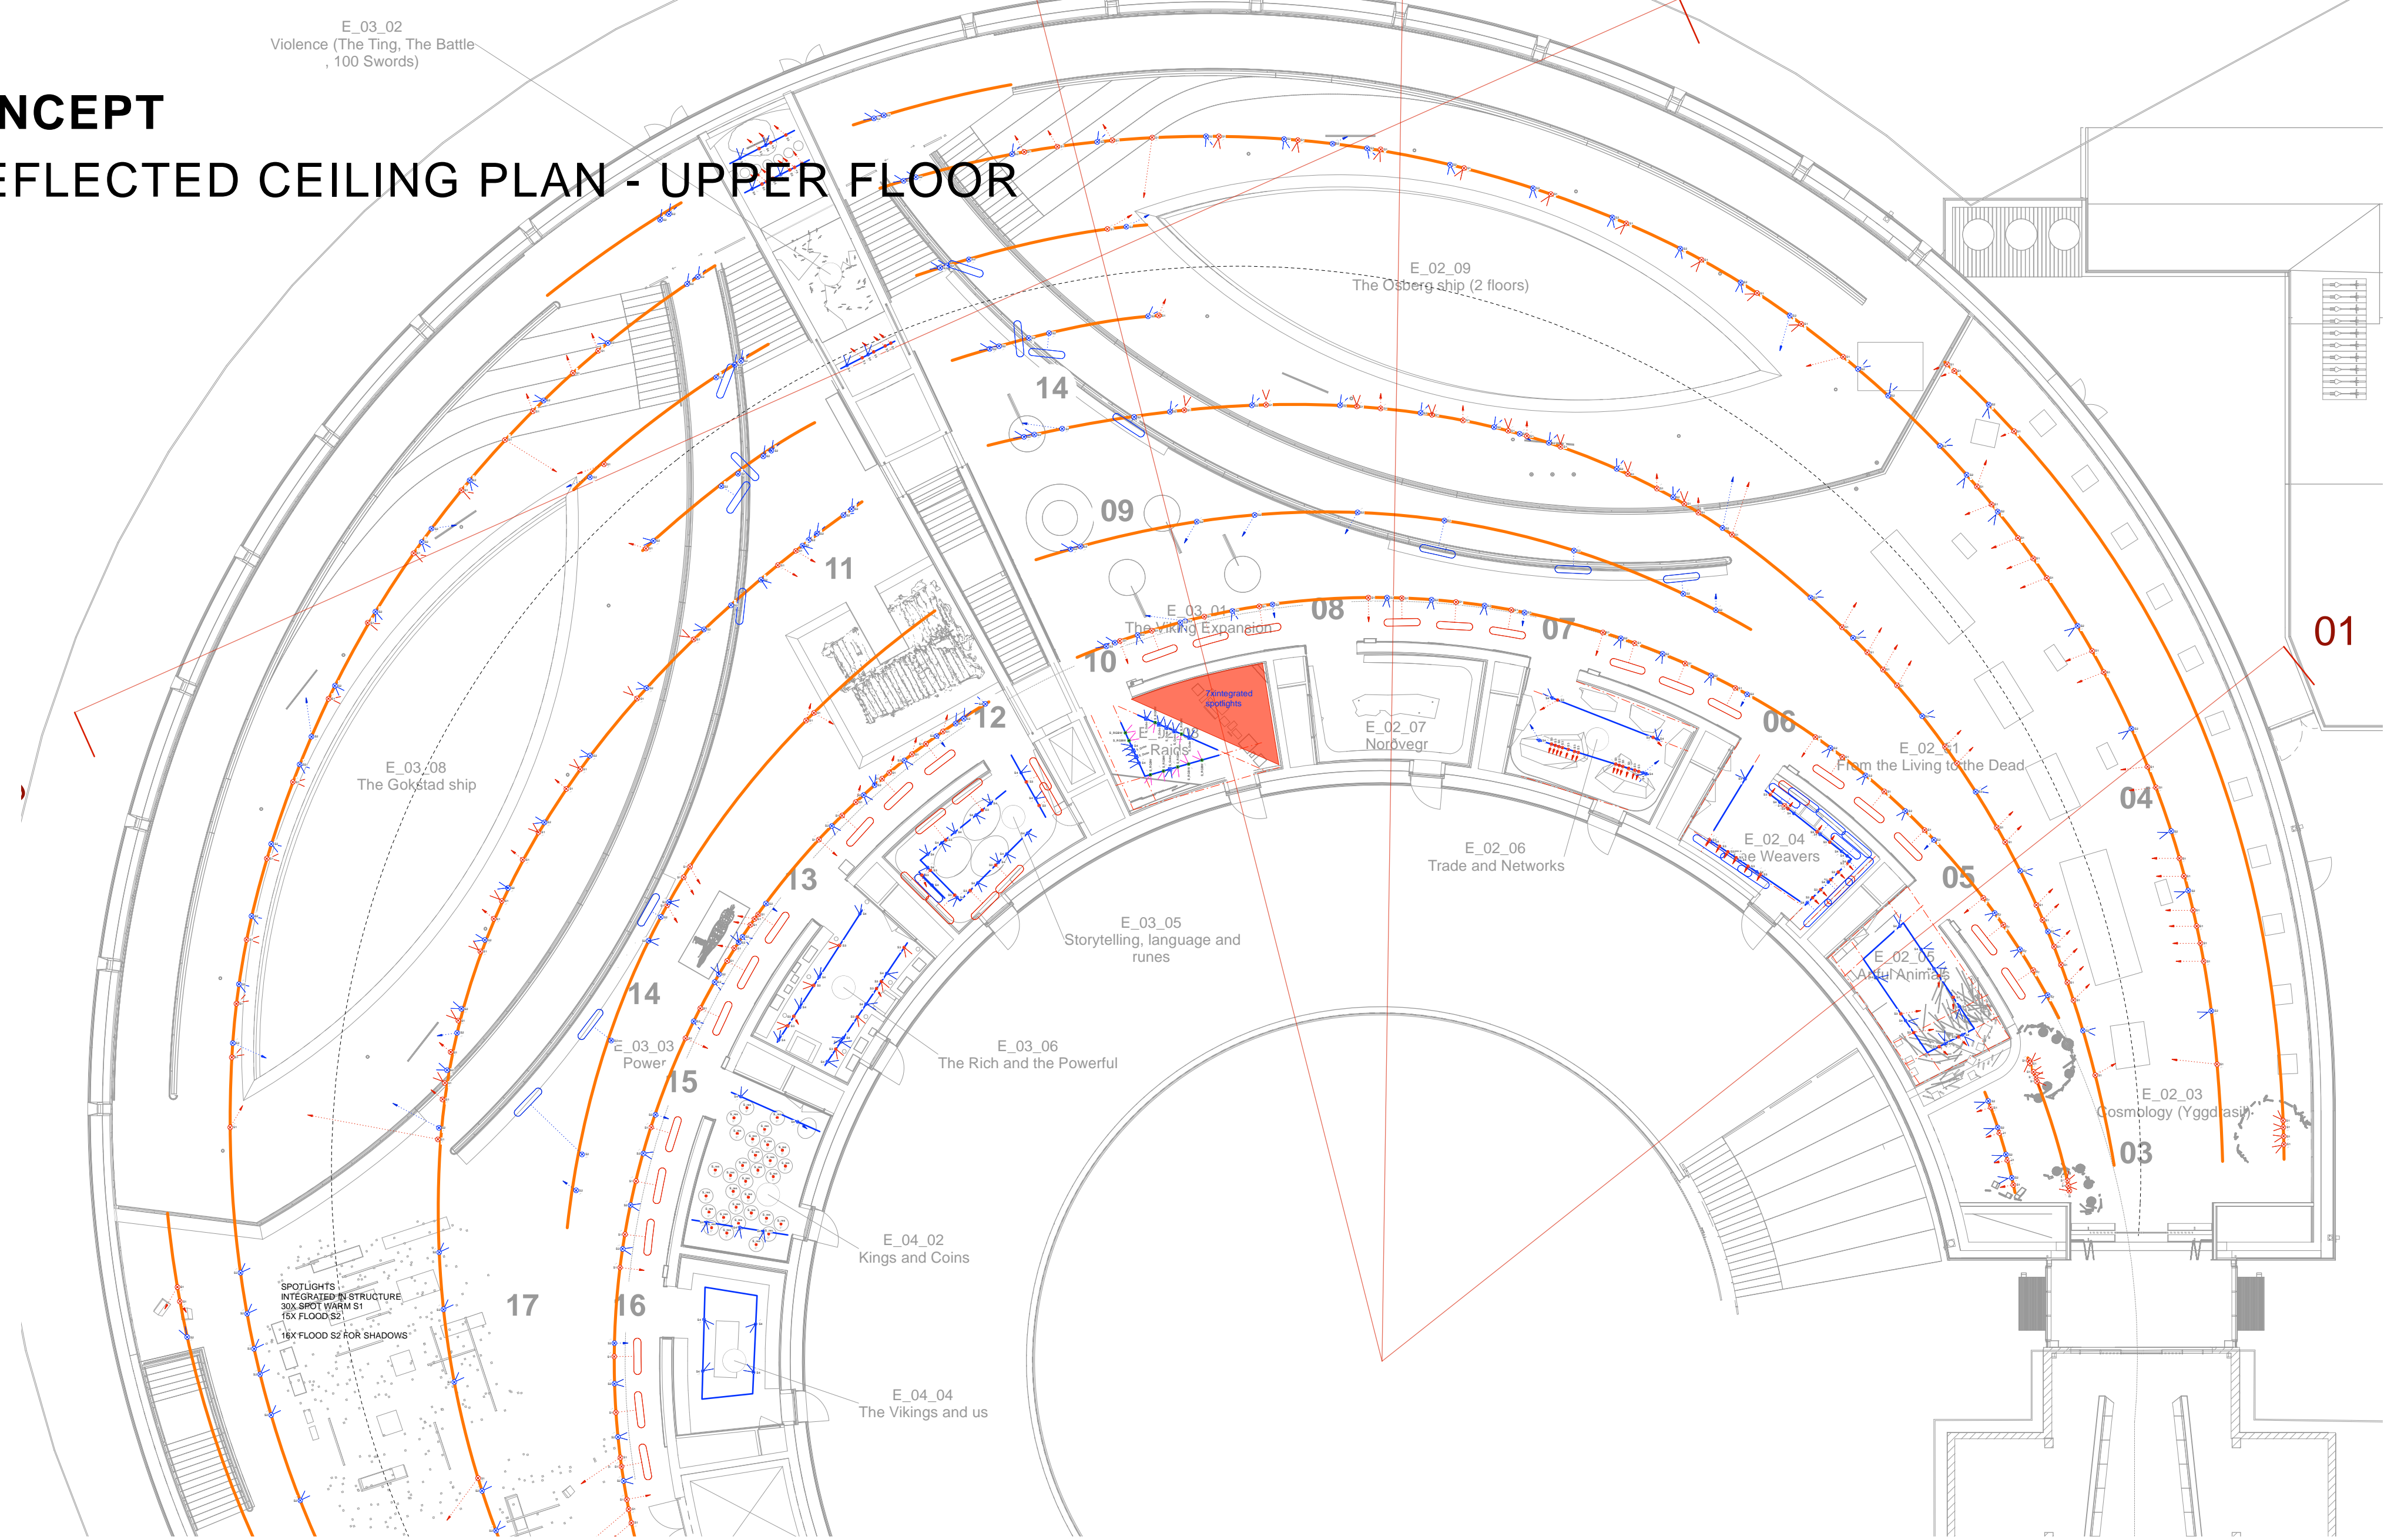 E_03_02
Violence (The Ting, The Battle
, 100 Swords)
NCEPT
EFLECTED CEILING PLAN - UPPER FLOOR
E_02_09
The Osberg ship (2 floors)
14
09
11
E_03_01
The Viking Expansion
08
07
01
10
12
7xintegrated
spotlights
E_02_08
Raids
E_02_07
Norðvegr
06
E_02_01
From the Living to the Dead
04
E_03_08
The Gokstad ship
E_02_06
Trade and Networks
E_02_04
The Weavers
13
05
E_03_05
Storytelling, language and
runes
E_02_05
Artful Animals
14
E_03_03
Power
15
E_03_06
The Rich and the Powerful
E_02_03
Cosmology (Yggdrasil)
03
E_04_02
Kings and Coins
SPOTLIGHTS
INTEGRATED IN STRUCTURE
30X SPOT WARM S1
15X FLOOD S2
16X FLOOD S2 FOR SHADOWS
17
16
E_04_04
The Vikings and us